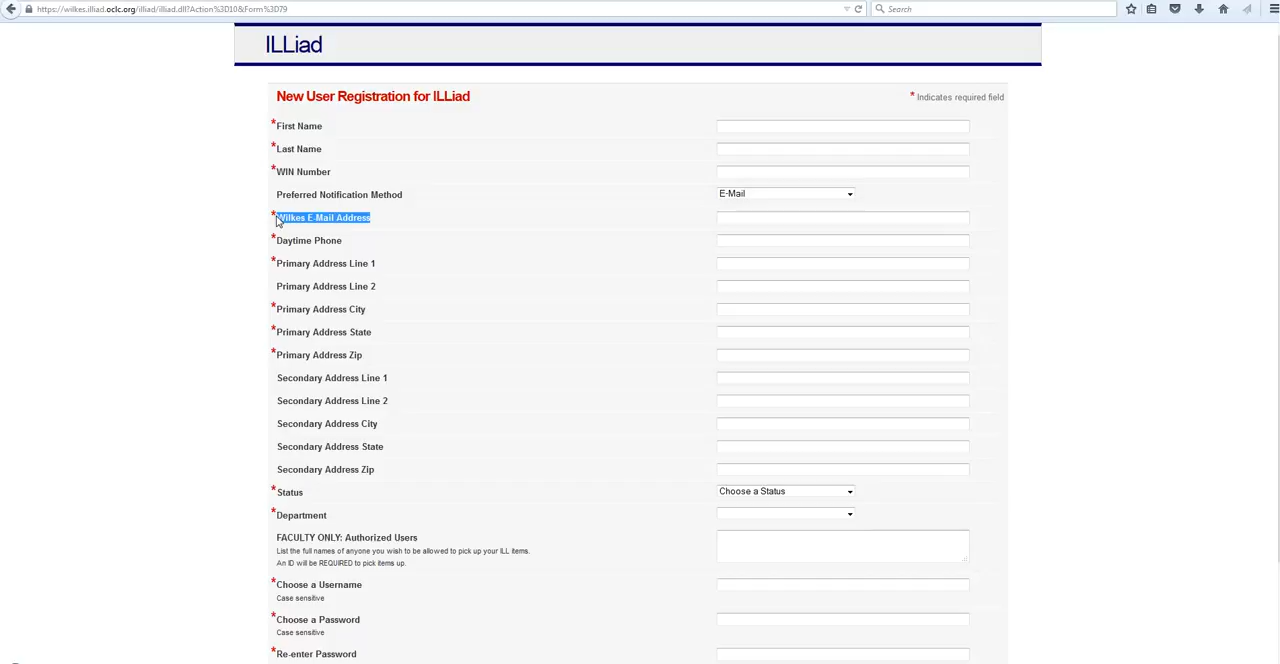 https://wilkes.illiad.oclc.org/illiad/illiad.dll?Action%3D10&Form%3D79
Search
ILLiad
New User Registration for ILLiad
* Indicates required field
*First Name
*Last Name
*WIN Number
Preferred Notification Method
E-Mail
*Wilkes E-Mail Address
*Daytime Phone
*Primary Address Line 1
Primary Address Line 2
*Primary Address City
*Primary Address State
*Primary Address Zip
Secondary Address Line 1
Secondary Address Line 2
Secondary Address City
Secondary Address State
Secondary Address Zip
*Status
Choose a Status
*Department
FACULTY ONLY: Authorized Users
List the full names of anyone you wish to be allowed to pick up your ILL items.
An ID will be REQUIRED to pick items up.
*Choose a Username
Case sensitive
*Choose a Password
Case sensitive
*Re-enter Password